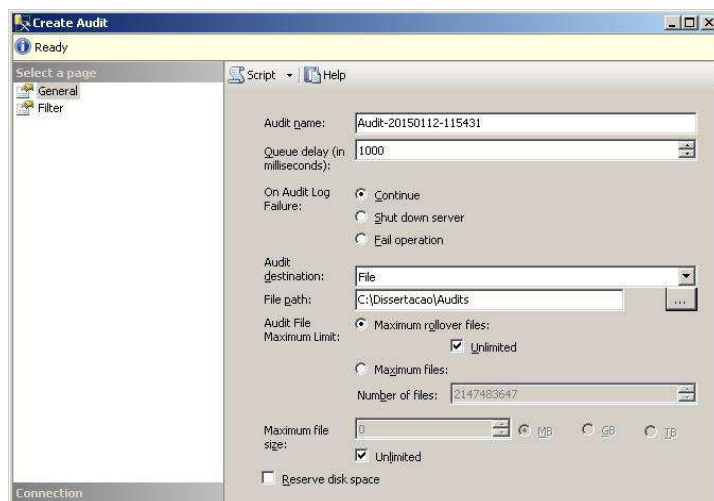 Create Audit
Ready
Select a page
General
Filter
Script
Help
Audit name:
Audit-20150112-115431
Queue delay (in
milliseconds):
1000
On Audit Log
Failure:
Continue
Shut down server
Fail operation
Audit
destination:
File
File path:
C:\Dissertacao\Audits
...
Audit File
Maximum Limit:
Maximum rollover files:
Unlimited
Maximum files:
Number of files:
2147483647
Maximum file
size:
0
MB
GB
TB
Unlimited
Reserve disk space
Connection